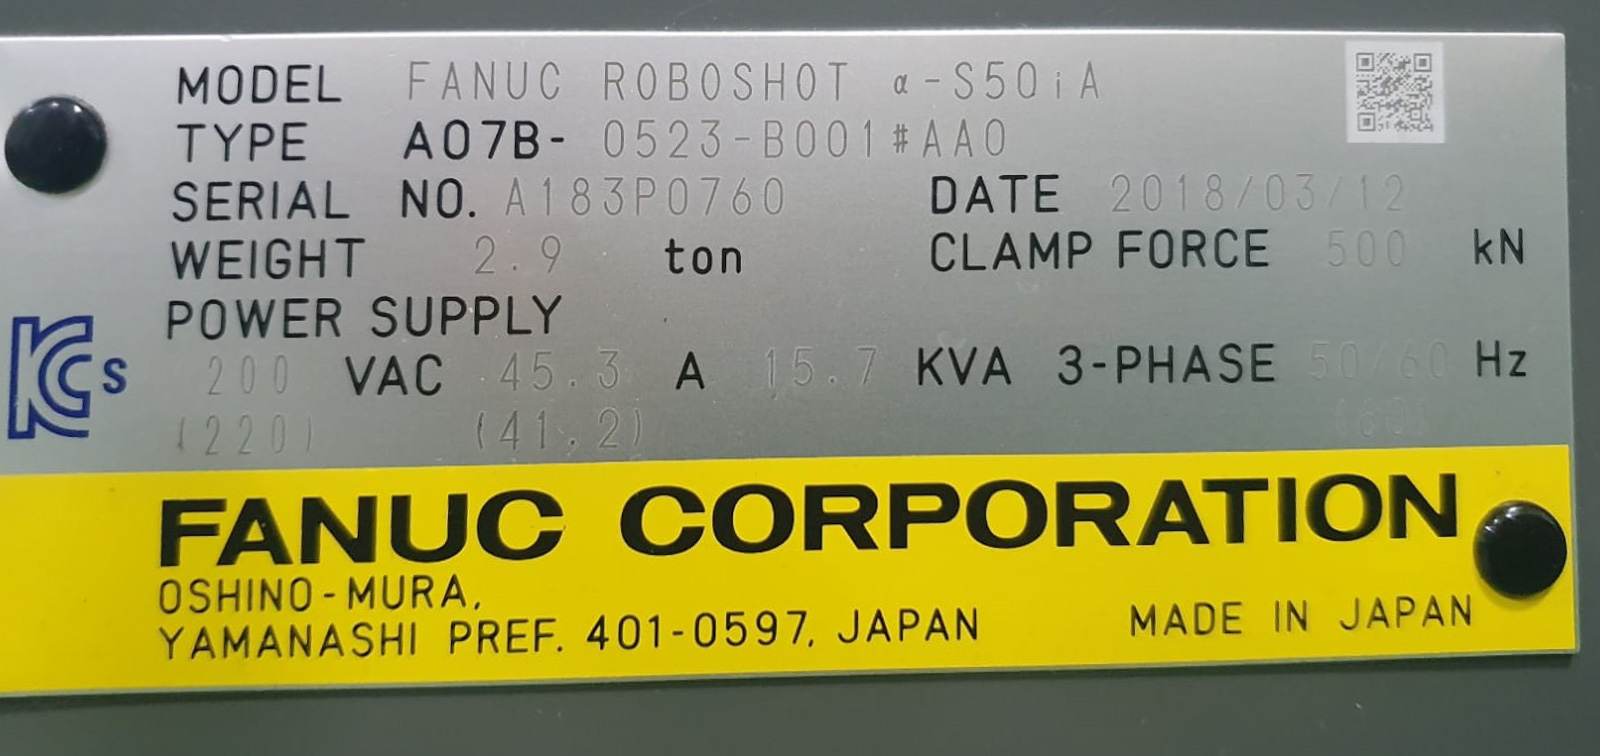 MODEL FANUC ROBOSHOT α-S50iA
TYPE A07B- 0523-B001#AA0
SERIAL NO. A183P0760 DATE 2018/03/12
WEIGHT 2.9 ton CLAMP FORCE 500 kN
POWER SUPPLY
200 VAC 45.3 A 15.7 KVA 3-PHASE 50/60 Hz
(220) (41.2) (60)
KCs
FANUC CORPORATION
OSHINO-MURA,
YAMANASHI PREF. 401-0597, JAPAN MADE IN JAPAN